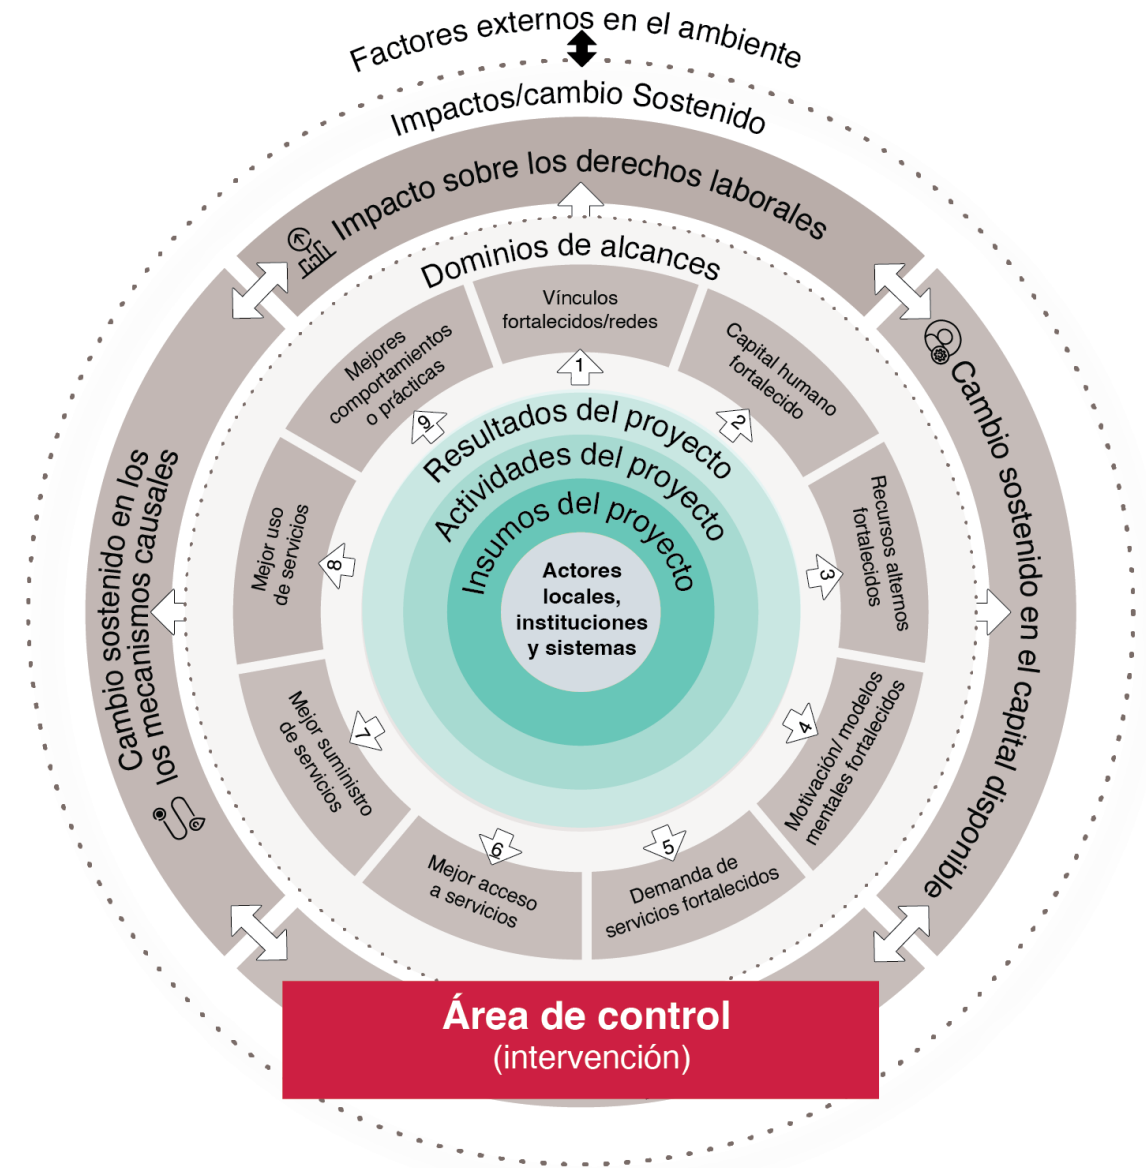 Factores externos en el ambiente
Impactos/cambio Sostenido
Impacto sobre los derechos laborales
Dominios de alcances
Vínculos
fortalecidos/redes
1
Capital humano
fortalecido
2
Recursos alternos
fortalecidos
3
Motivación/ modelos
mentales fortalecidos
4
Demanda de
servicios fortalecidos
5
Mejor acceso
a servicios
6
Mejor suministro
de servicios
7
Mejor uso
de servicios
8
Mejores
comportamientos
o prácticas
9
Resultados del proyecto
Actividades del proyecto
Insumos del proyecto
Actores
locales,
instituciones
y sistemas
Cambio sostenido en el capital disponible
Cambio sostenido en los
los mecanismos causales
Área de control
(intervención)